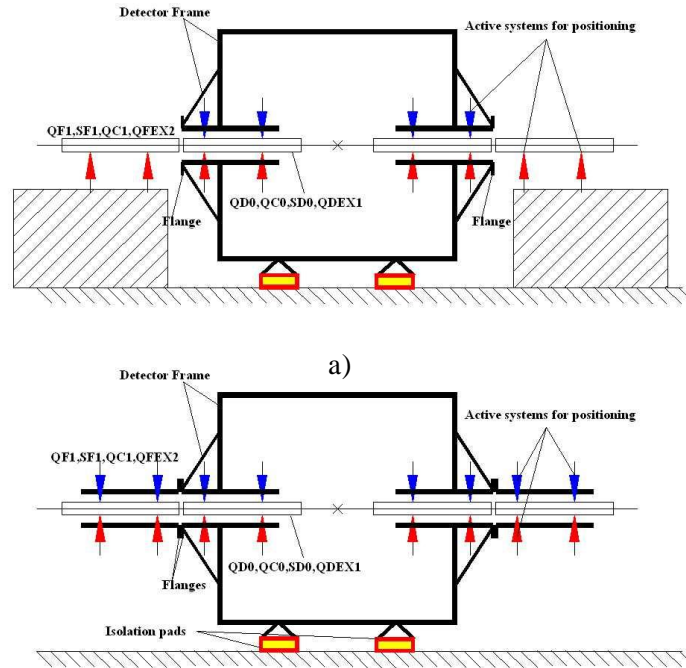 Detector Frame
Active systems for positioning
QF1,SF1,QC1,QFEX2
QD0,QC0,SD0,QDEX1
Flange
Flange
a)
Detector Frame
Active systems for positioning
QF1,SF1,QC1,QFEX2
QD0,QC0,SD0,QDEX1
Flanges
Isolation pads